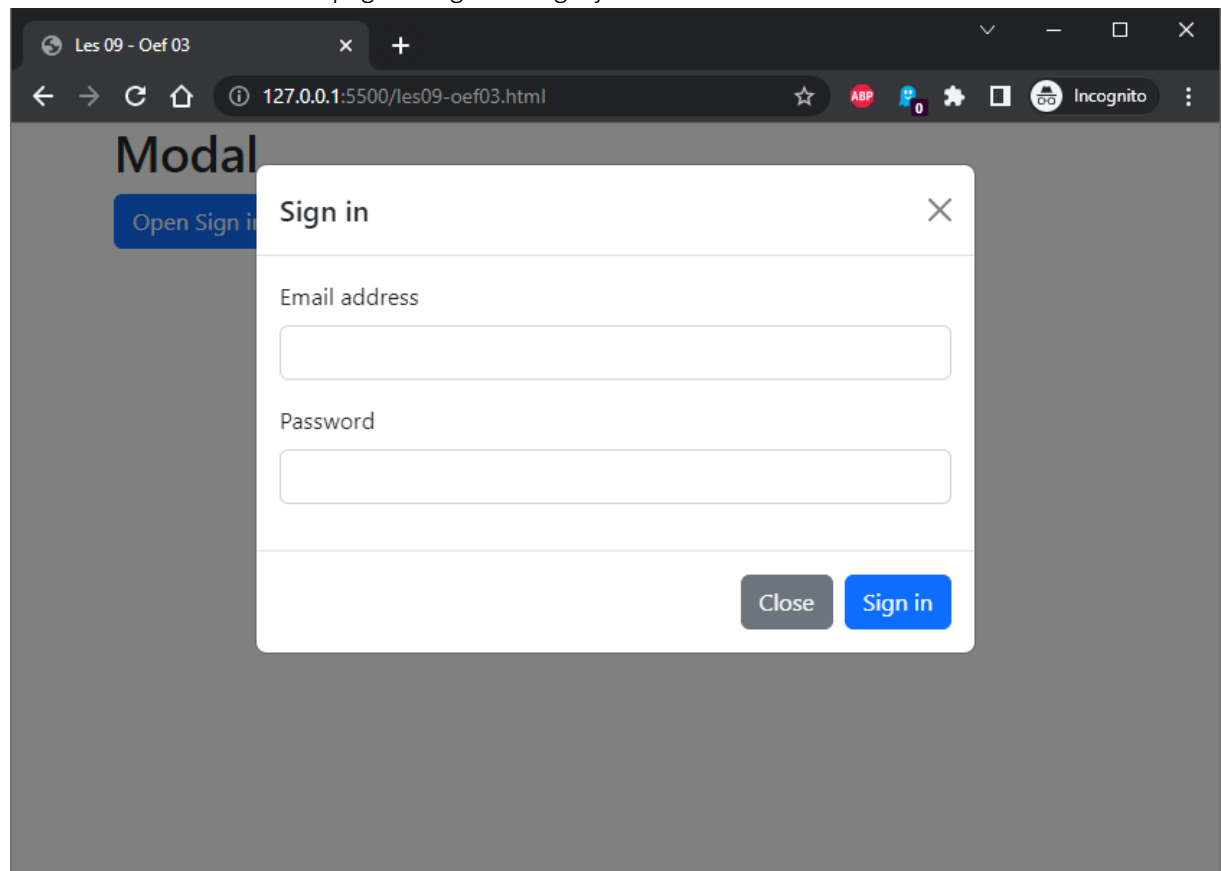 Les 09 - Oef 03
127.0.0.1:5500/les09-oef03.html
ABP
0
Incognito
Modal
Open Sign i
Sign in
Email address
Password
Close
Sign in